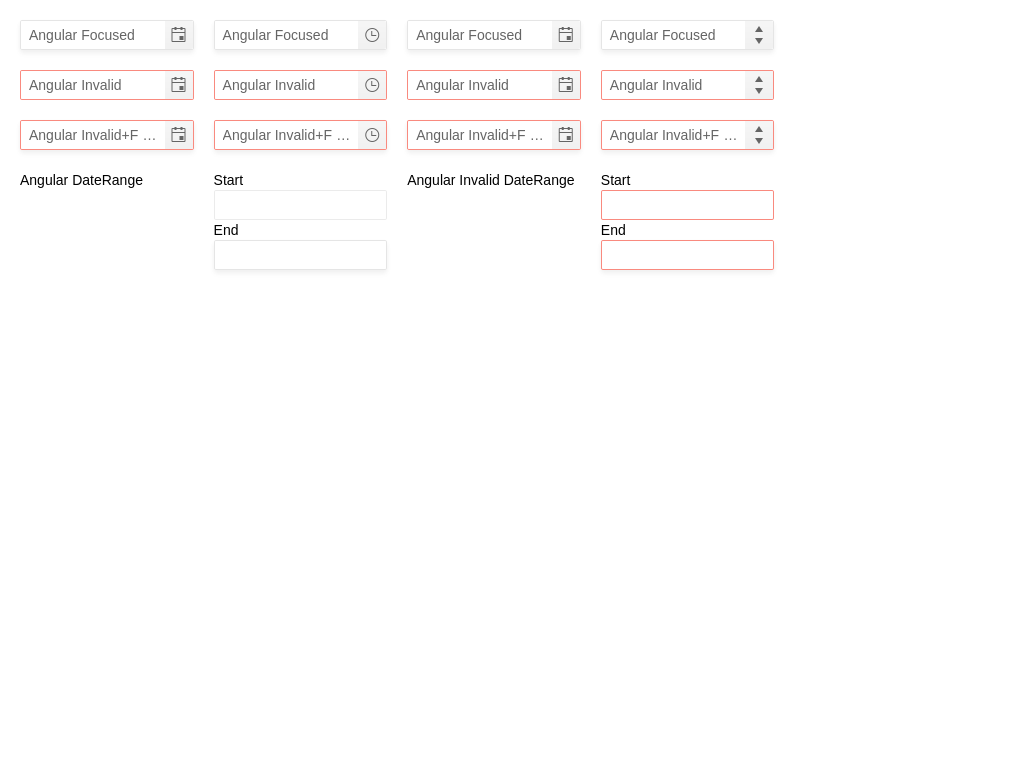 Angular Focused
Angular Focused
Angular Focused
Angular Focused
Angular Invalid
Angular Invalid
Angular Invalid
Angular Invalid
Angular Invalid+F …
Angular Invalid+F …
Angular Invalid+F …
Angular Invalid+F …
Angular DateRange
Start
End
Angular Invalid DateRange
Start
End